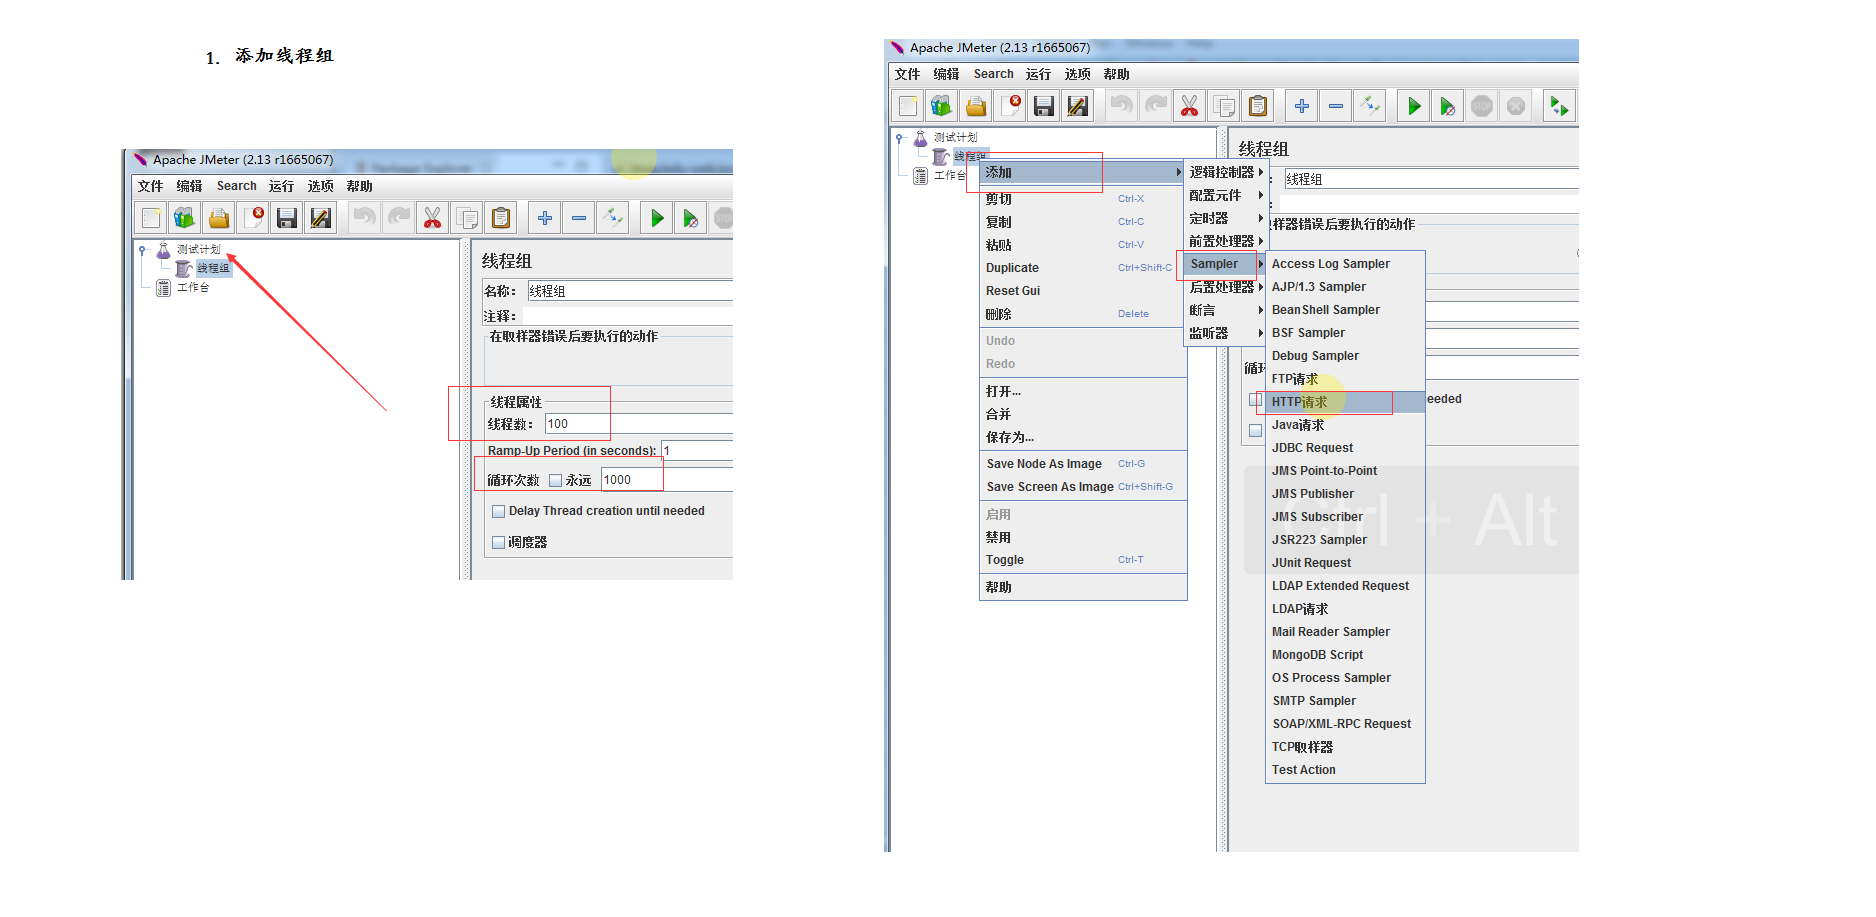 1. 添加线程组
Apache JMeter (2.13 r1665067)
文件 编辑 Search 运行 选项 帮助
测试计划
线程组
工作台
线程组
名称： 线程组
注释：
在取样器错误后要执行的动作
线程属性
线程数： 100
Ramp-Up Period (in seconds): 1
循环次数 永远 1000
Delay Thread creation until needed
调度器
Apache JMeter (2.13 r1665067)
文件 编辑 Search 运行 选项 帮助
测试计划
线程组
工作台
添加
剪切 Ctrl-X
复制 Ctrl-C
粘贴 Ctrl-V
Duplicate Ctrl+Shift-C
Reset Gui
删除 Delete
Undo
Redo
打开...
合并
保存为...
Save Node As Image Ctrl-G
Save Screen As Image Ctrl+Shift-G
启用
禁用
Toggle Ctrl-T
帮助
逻辑控制器
配置元件
定时器
前置处理器
Sampler
后置处理器
断言
监听器
Access Log Sampler
AJP/1.3 Sampler
BeanShell Sampler
BSF Sampler
Debug Sampler
FTP请求
HTTP请求
Java请求
JDBC Request
JMS Point-to-Point
JMS Publisher
JMS Subscriber
JSR223 Sampler
JUnit Request
LDAP Extended Request
LDAP请求
Mail Reader Sampler
MongoDB Script
OS Process Sampler
SMTP Sampler
SOAP/XML-RPC Request
TCP取样器
Test Action
线程组
: 线程组
:
取样器错误后要执行的动作
循环
eeded
Ctrl + Alt